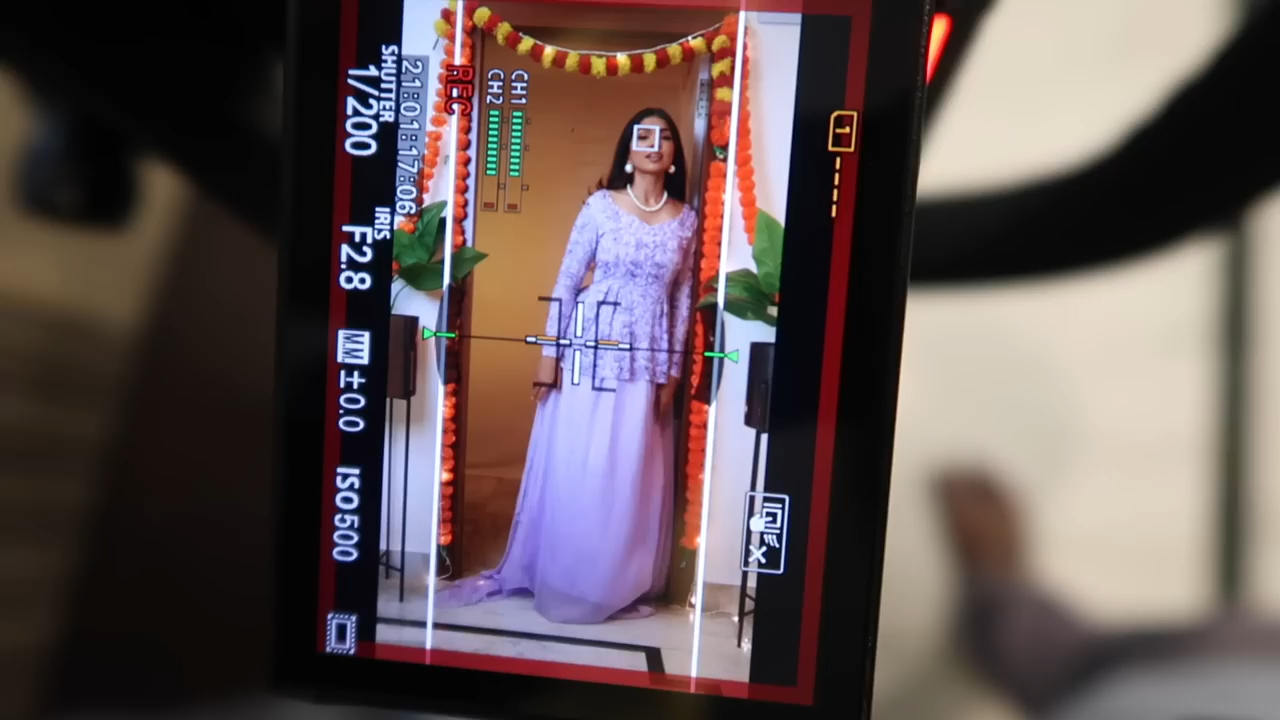 REC
CH1
CH2
21:01:17:06
SHUTTER
1/200
IRIS
F2.8
MM ±0.0
ISO500
1